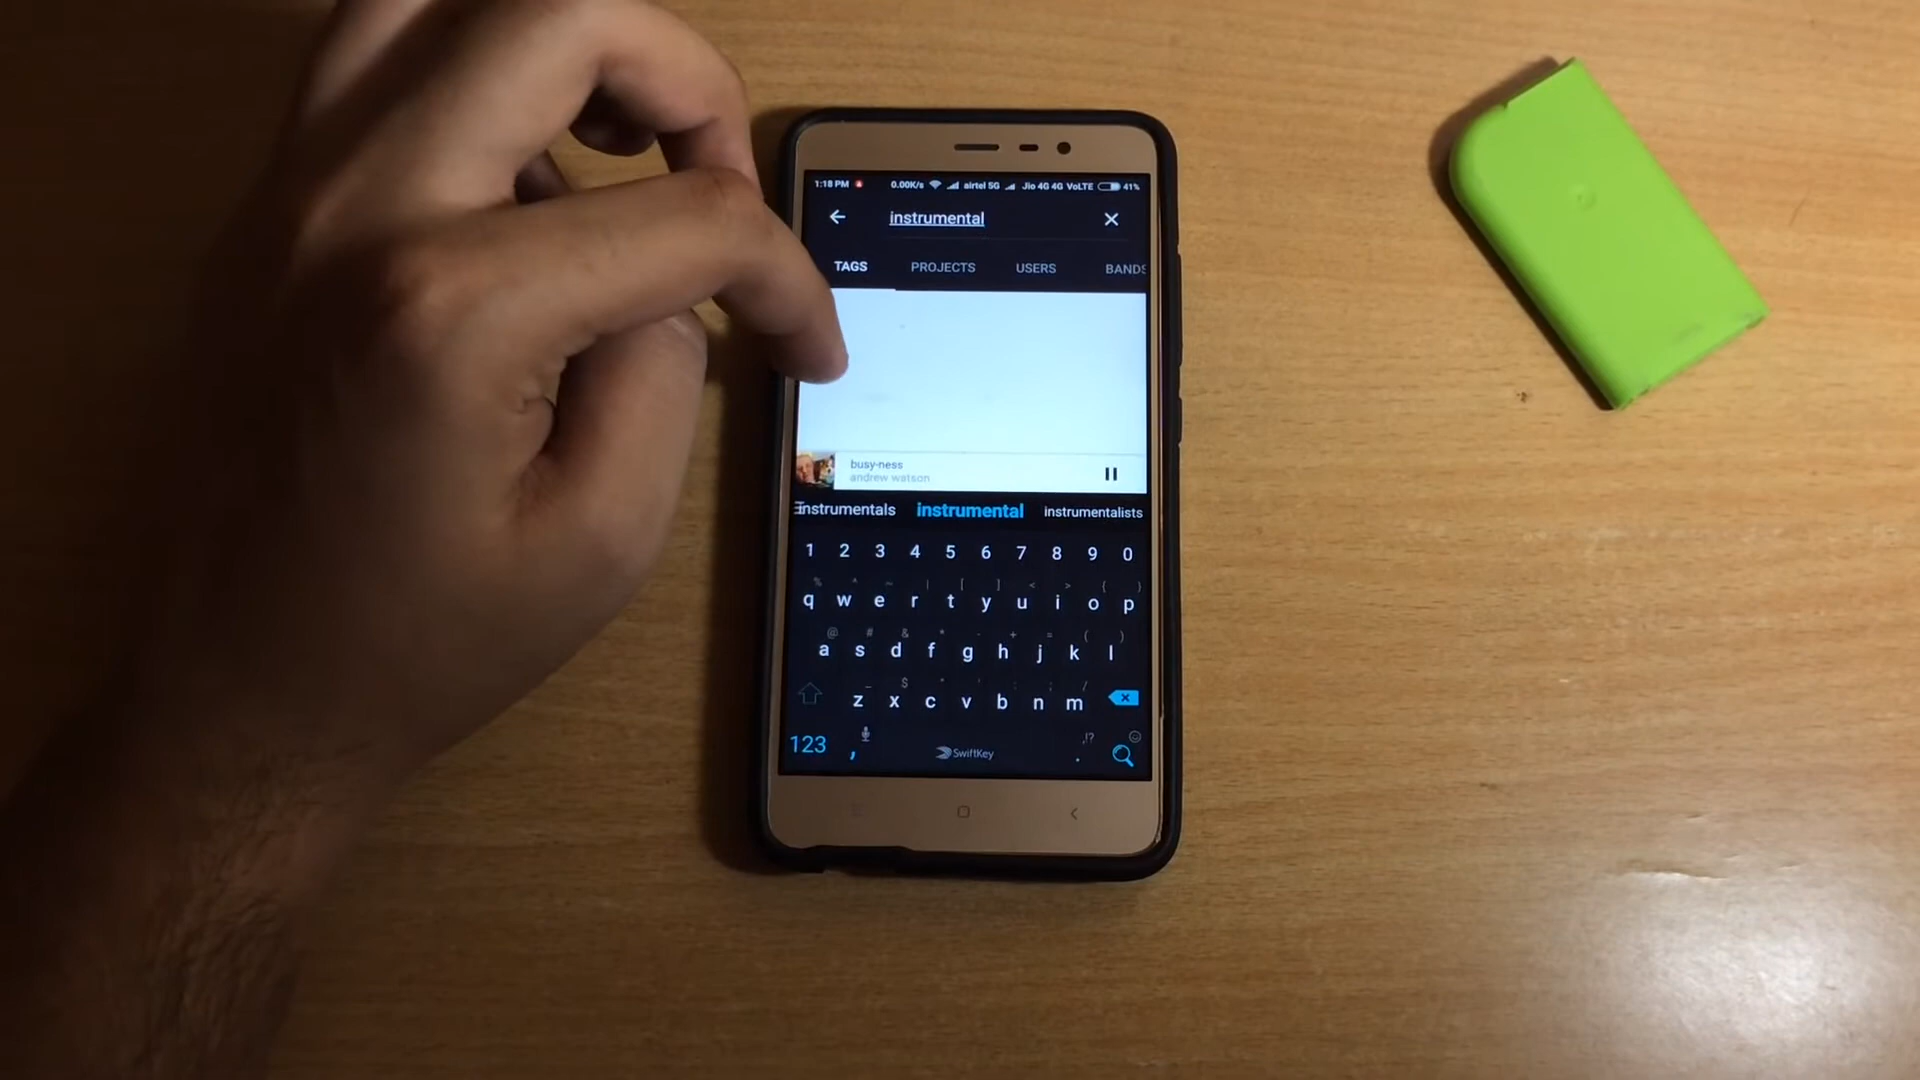 1:18 PM 0.00K/s airtel 5G Jio 4G 4G VoLTE 41%
instrumental
TAGS PROJECTS USERS BANDS
busy-ness
andrew watson
instrumentals instrumental instrumentalists
1 2 3 4 5 6 7 8 9 0
% ^ ~ | [ ] < > { }
q w e r t y u i o p
@ # & * - + = ( )
a s d f g h j k l
_ $ " ' : ; /
z x c v b n m
123 , SwiftKey . ,!?